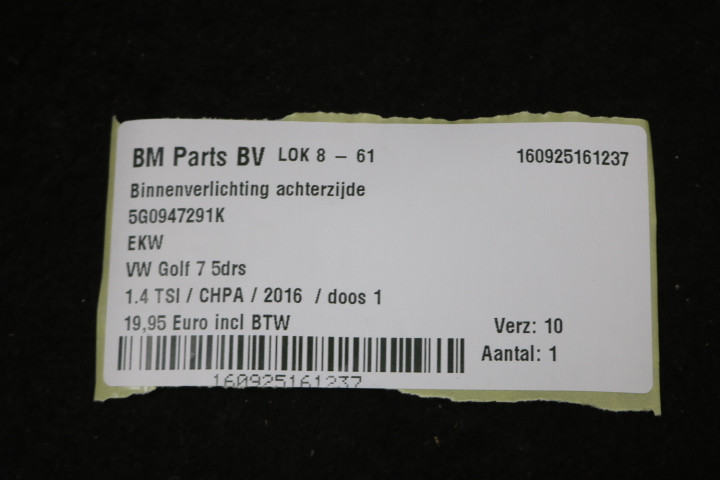 BM Parts BV LOK 8 - 61 160925161237
Binnenverlichting achterzijde
5G0947291K
EKW
VW Golf 7 5drs
1.4 TSI / CHPA / 2016 / doos 1
19,95 Euro incl BTW
Verz: 10
Aantal: 1
160925161237